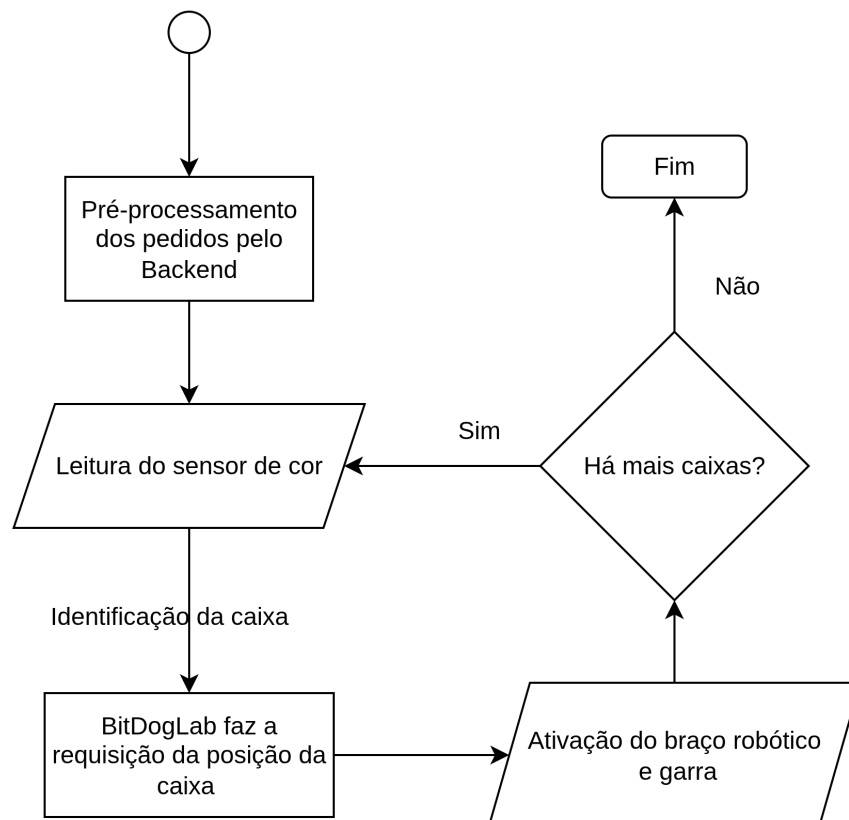 Pré-processamento
dos pedidos pelo
Backend
Leitura do sensor de cor
Identificação da caixa
BitDogLab faz a
requisição da posição da
caixa
Ativação do braço robótico
e garra
Há mais caixas?
Sim
Não
Fim